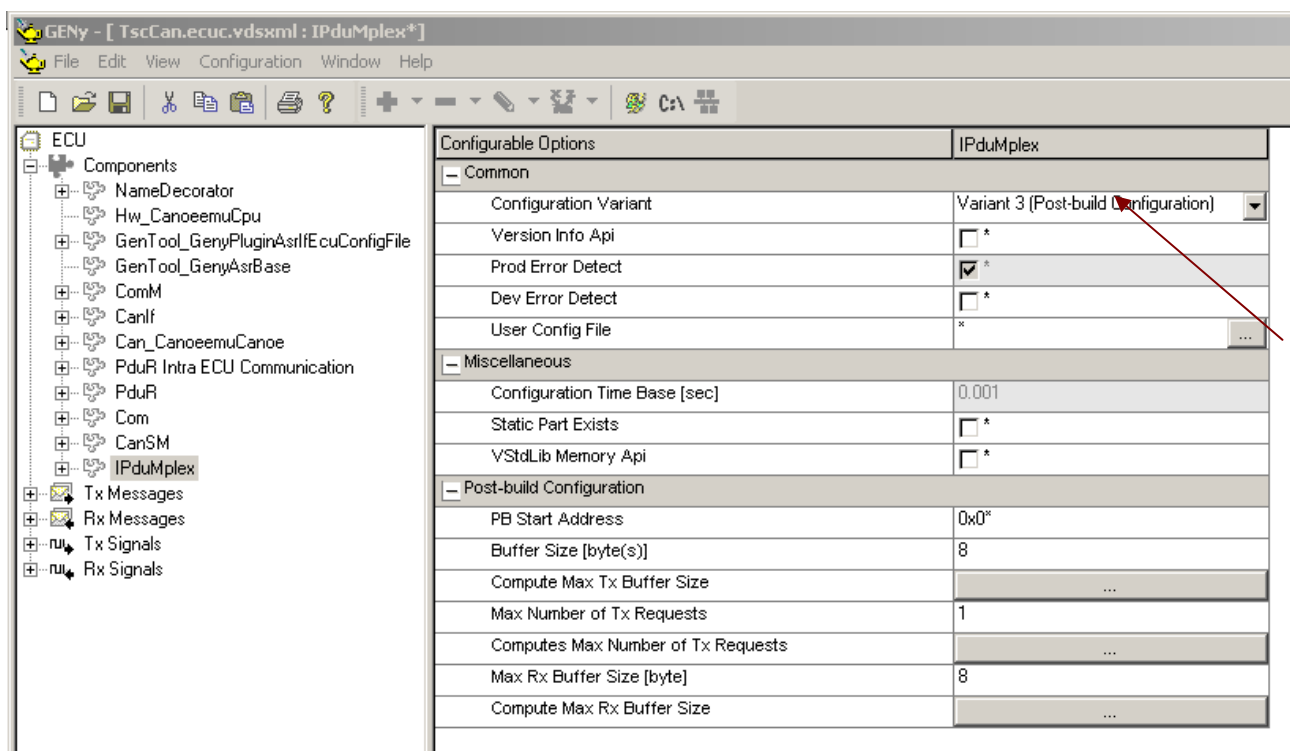 GENy - [ TscCan.ecuc.vdsxml : IPduMplex*]
File Edit View Configuration Window Help
C:\
ECU
Components
NameDecorator
Hw_CanoeemuCpu
GenTool_GenyPluginAsrIfEcuConfigFile
GenTool_GenyAsrBase
ComM
CanIf
Can_CanoeemuCanoe
PduR Intra ECU Communication
PduR
Com
CanSM
IPduMplex
Tx Messages
Rx Messages
Tx Signals
Rx Signals
Configurable Options IPduMplex
Common
Configuration Variant Variant 3 (Post-build Configuration)
Version Info Api *
Prod Error Detect *
Dev Error Detect *
User Config File * ...
Miscellaneous
Configuration Time Base [sec] 0.001
Static Part Exists *
VStdLib Memory Api *
Post-build Configuration
PB Start Address 0x0*
Buffer Size [byte(s)] 8
Compute Max Tx Buffer Size ...
Max Number of Tx Requests 1
Computes Max Number of Tx Requests ...
Max Rx Buffer Size [byte] 8
Compute Max Rx Buffer Size ...